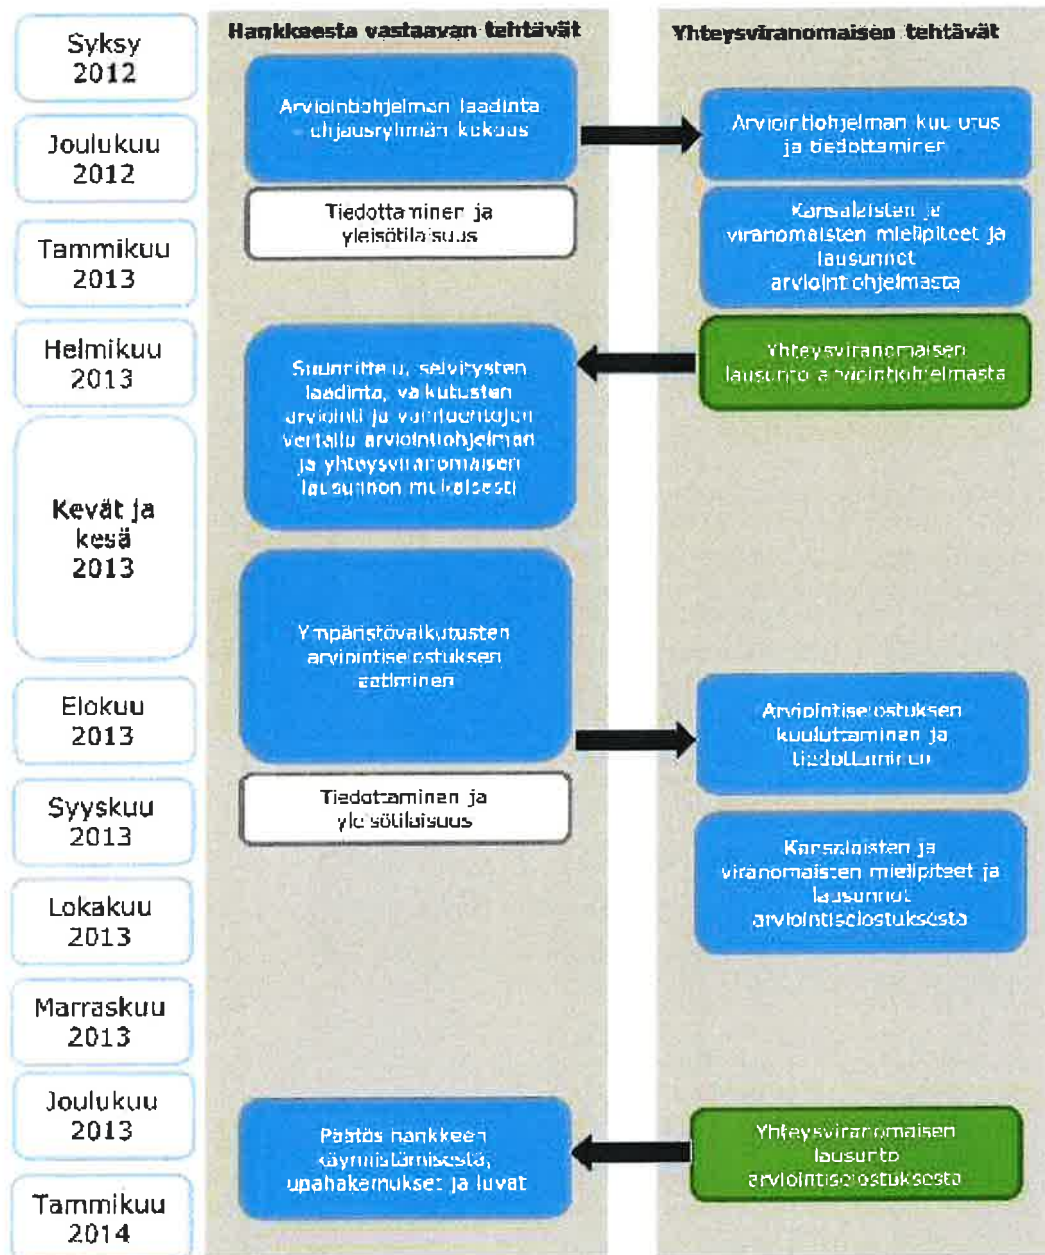 Hankkeesta vastaavan tehtävät
Yhteysviranomaisen tehtävät
Syksy
2012
Joulukuu
2012
Tammikuu
2013
Helmikuu
2013
Kevät ja
kesä
2013
Elokuu
2013
Syyskuu
2013
Lokakuu
2013
Marraskuu
2013
Joulukuu
2013
Tammikuu
2014
Arviointiohjelman laadinta
ohjausryhmän kokous
Tiedottaminen ja
yleisötilaisuus
Suunnittelu, selvitysten
laadinta, vaikutusten
arviointi ja vaihtoehtojen
vertailu arviointiohjelman
ja yhteysviranomaisen
lausunnon mukaisesti
Ympäristövaikutusten
arviointiselostuksen
laatiminen
Tiedottaminen ja
yleisötilaisuus
Päätös hankkeen
käynnistämisestä,
lupahakemukset ja luvat
Arviointiohjelman kuulutus
ja tiedottaminen
Kansalaisten ja
viranomaisten mielipiteet ja
lausunnot
arviointiohjelmasta
Yhteysviranomaisen
lausunto arviointiohjelmasta
Arviointiselostuksen
kuuluttaminen ja
tiedottaminen
Kansalaisten ja
viranomaisten mielipiteet ja
lausunnot
arviointiselostuksesta
Yhteysviranomaisen
lausunto
arviointiselostuksesta